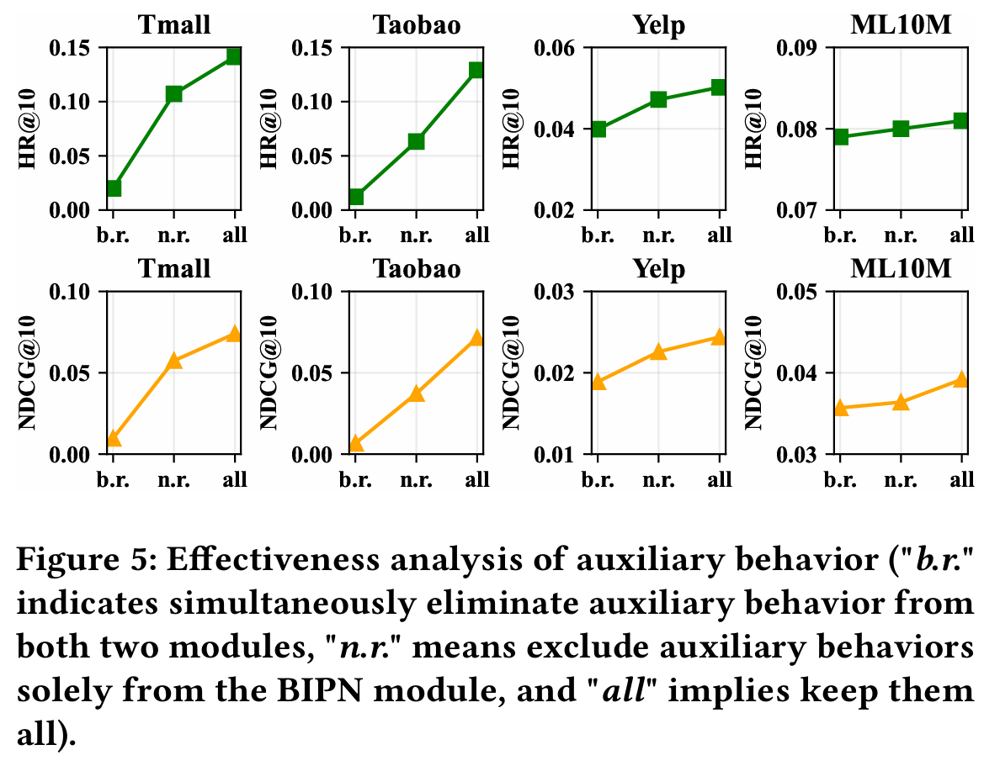 Tmall Taobao Yelp ML10M
HR@10 0.15 0.10 0.05 0.00 b.r. n.r. all
HR@10 0.15 0.10 0.05 0.00 b.r. n.r. all
HR@10 0.06 0.04 0.02 b.r. n.r. all
HR@10 0.09 0.08 0.07 b.r. n.r. all
Tmall Taobao Yelp ML10M
NDCG@10 0.10 0.05 0.00 b.r. n.r. all
NDCG@10 0.10 0.05 0.00 b.r. n.r. all
NDCG@10 0.03 0.02 0.01 b.r. n.r. all
NDCG@10 0.05 0.04 0.03 b.r. n.r. all
Figure 5: Effectiveness analysis of auxiliary behavior ("b.r."
indicates simultaneously eliminate auxiliary behavior from
both two modules, "n.r." means exclude auxiliary behaviors
solely from the BIPN module, and "all" implies keep them
all).